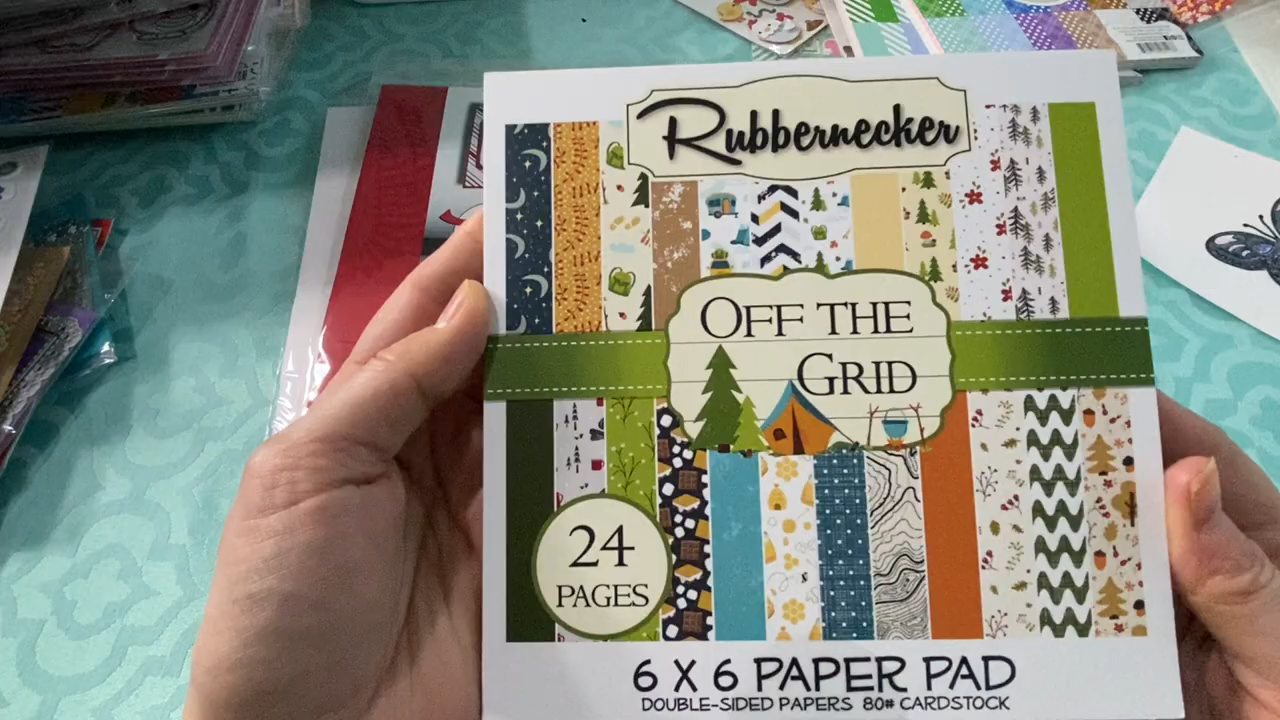 Rubbernecker
OFF THE
GRID
24
PAGES
6 X 6 PAPER PAD
DOUBLE-SIDED PAPERS 80# CARDSTOCK